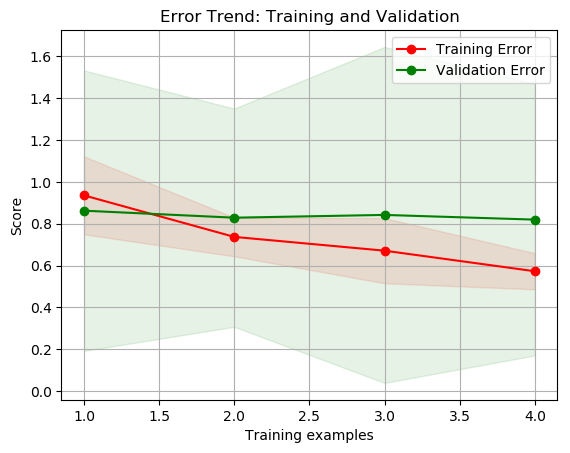 Error Trend: Training and Validation
Training Error
Validation Error
Score
1.6
1.4
1.2
1.0
0.8
0.6
0.4
0.2
0.0
1.0 1.5 2.0 2.5 3.0 3.5 4.0
Training examples